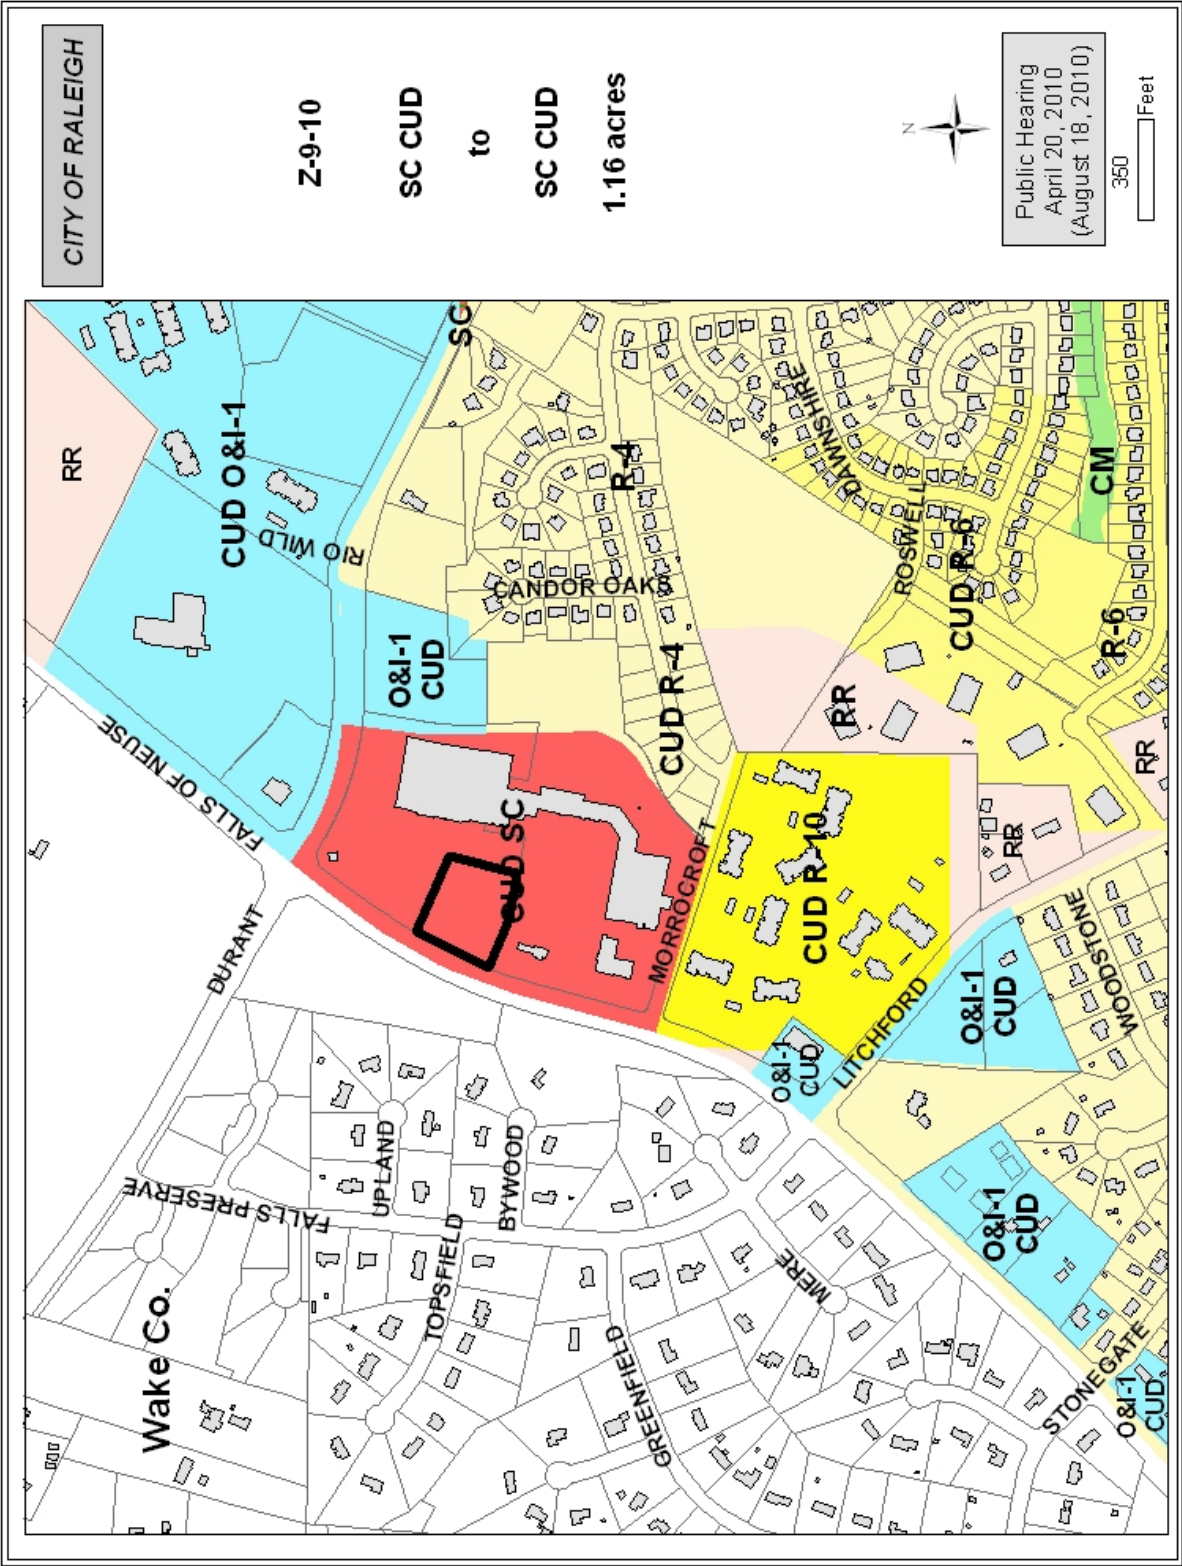 CITY OF RALEIGH
Z-9-10
SC CUD
to
SC CUD
1.16 acres
N
Public Hearing
April 20, 2010
(August 18, 2010)
350
Feet
RR
CUD O&I-1
SC
RIO WILD
O&I-1
CUD
FALLS OF NEUSE
DURANT
CUD SC
CANDOR OAKS
R-4
CUD R-4
DAWNSHIRE
ROSWELL
CUD R-6
CM
R-6
RR
RR
RR
MORROCROFT
CUD R-10
LITCHFORD
O&I-1
CUD
O&I-1
CUD
WOODSTONE
O&I-1
CUD
STONEGATE
O&I-1
CUD
Wake Co.
FALLS PRESERVE
UPLAND
TOPSFIELD
BYWOOD
GREENFIELD
MERE